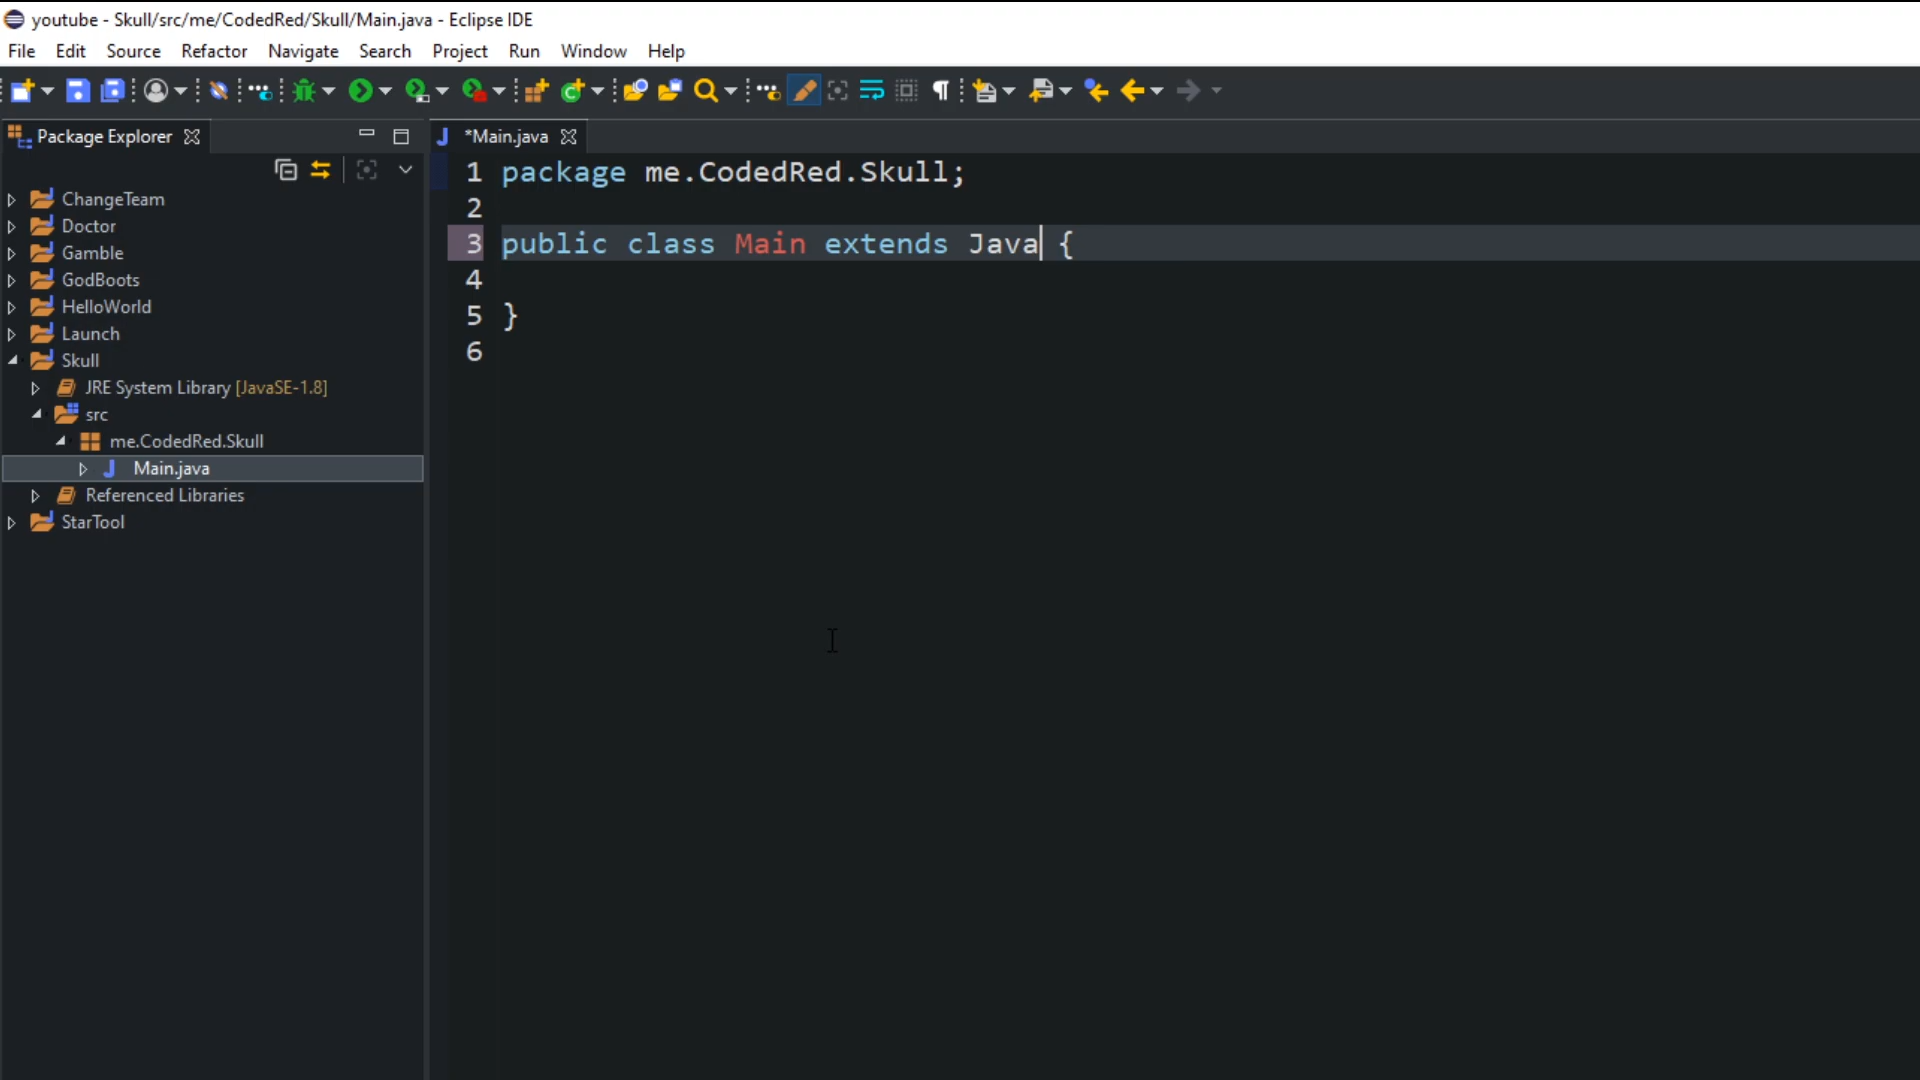 youtube - Skull/src/me/CodedRed/Skull/Main.java - Eclipse IDE
File Edit Source Refactor Navigate Search Project Run Window Help
Package Explorer
*Main.java
ChangeTeam
Doctor
Gamble
GodBoots
HelloWorld
Launch
Skull
JRE System Library [JavaSE-1.8]
src
me.CodedRed.Skull
Main.java
Referenced Libraries
StarTool
1 package me.CodedRed.Skull;
2
3 public class Main extends Java {
4
5 }
6